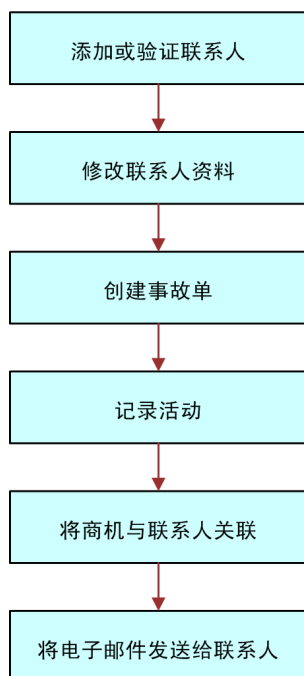 添加或验证联系人
修改联系人资料
创建事故单
记录活动
将商机与联系人关联
将电子邮件发送给联系人